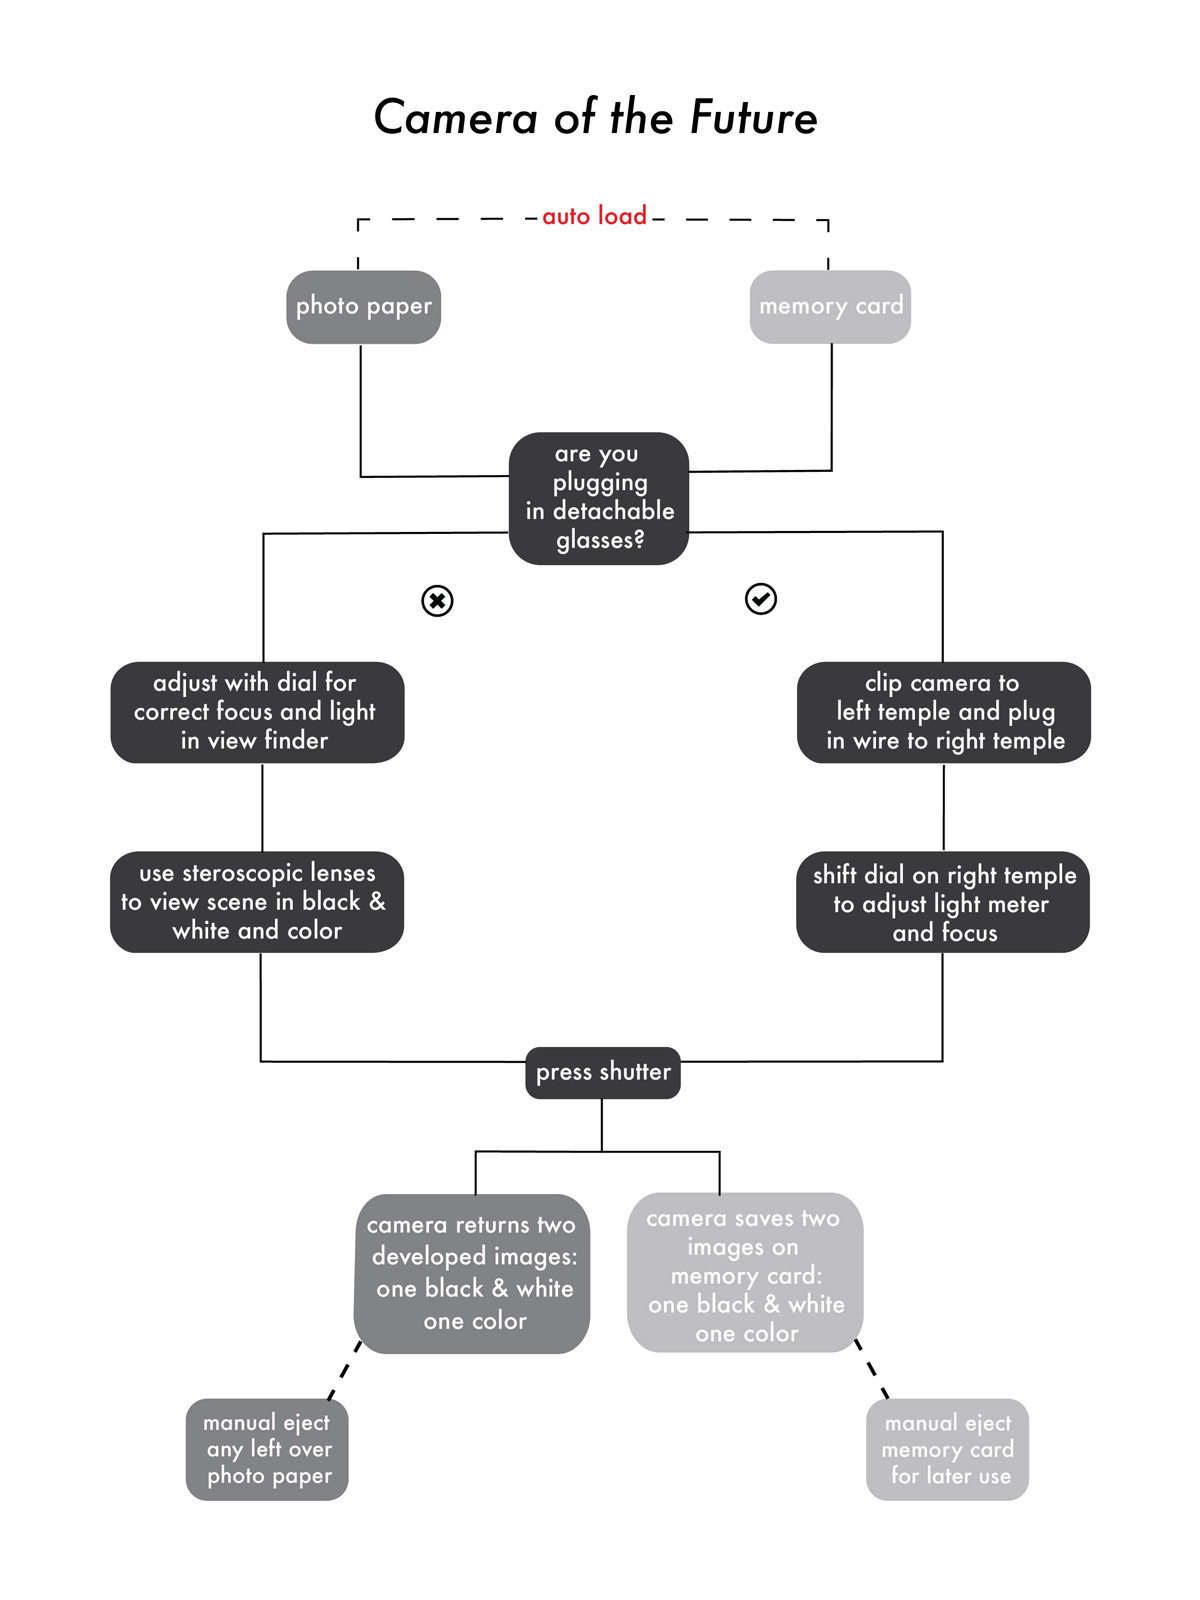 Camera of the Future
auto load
photo paper
memory card
are you
plugging
in detachable
glasses?
adjust with dial for
correct focus and light
in view finder
clip camera to
left temple and plug
in wire to right temple
use steroscopic lenses
to view scene in black &
white and color
shift dial on right temple
to adjust light meter
and focus
press shutter
camera returns two
developed images:
one black & white
one color
camera saves two
images on
memory card:
one black & white
one color
manual eject
any left over
photo paper
manual eject
memory card
for later use